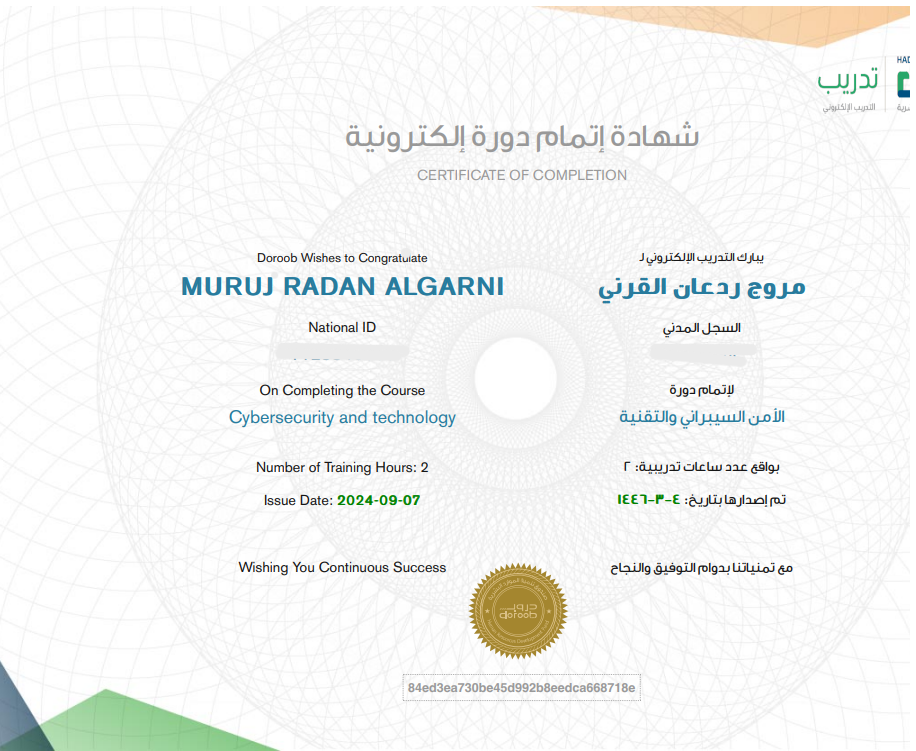 HAD
تدريب
التدريب الإلكتروني
شهادة إتمام دورة إلكترونية
CERTIFICATE OF COMPLETION
Doroob Wishes to Congratulate
يبارك التدريب الإلكتروني لـ
MURUJ RADAN ALGARNI
مروج ردعان القرني
National ID
السجل المدني
On Completing the Course
لإتمام دورة
Cybersecurity and technology
الأمن السيبراني والتقنية
Number of Training Hours: 2
بواقع عدد ساعات تدريبية: ٢
Issue Date: 2024-09-07
تم إصدارها بتاريخ: ٤-٣-١٤٤٦
Wishing You Continuous Success
مع تمنياتنا بدوام التوفيق والنجاح
دروب
doroob
84ed3ea730be45d992b8eedca668718e